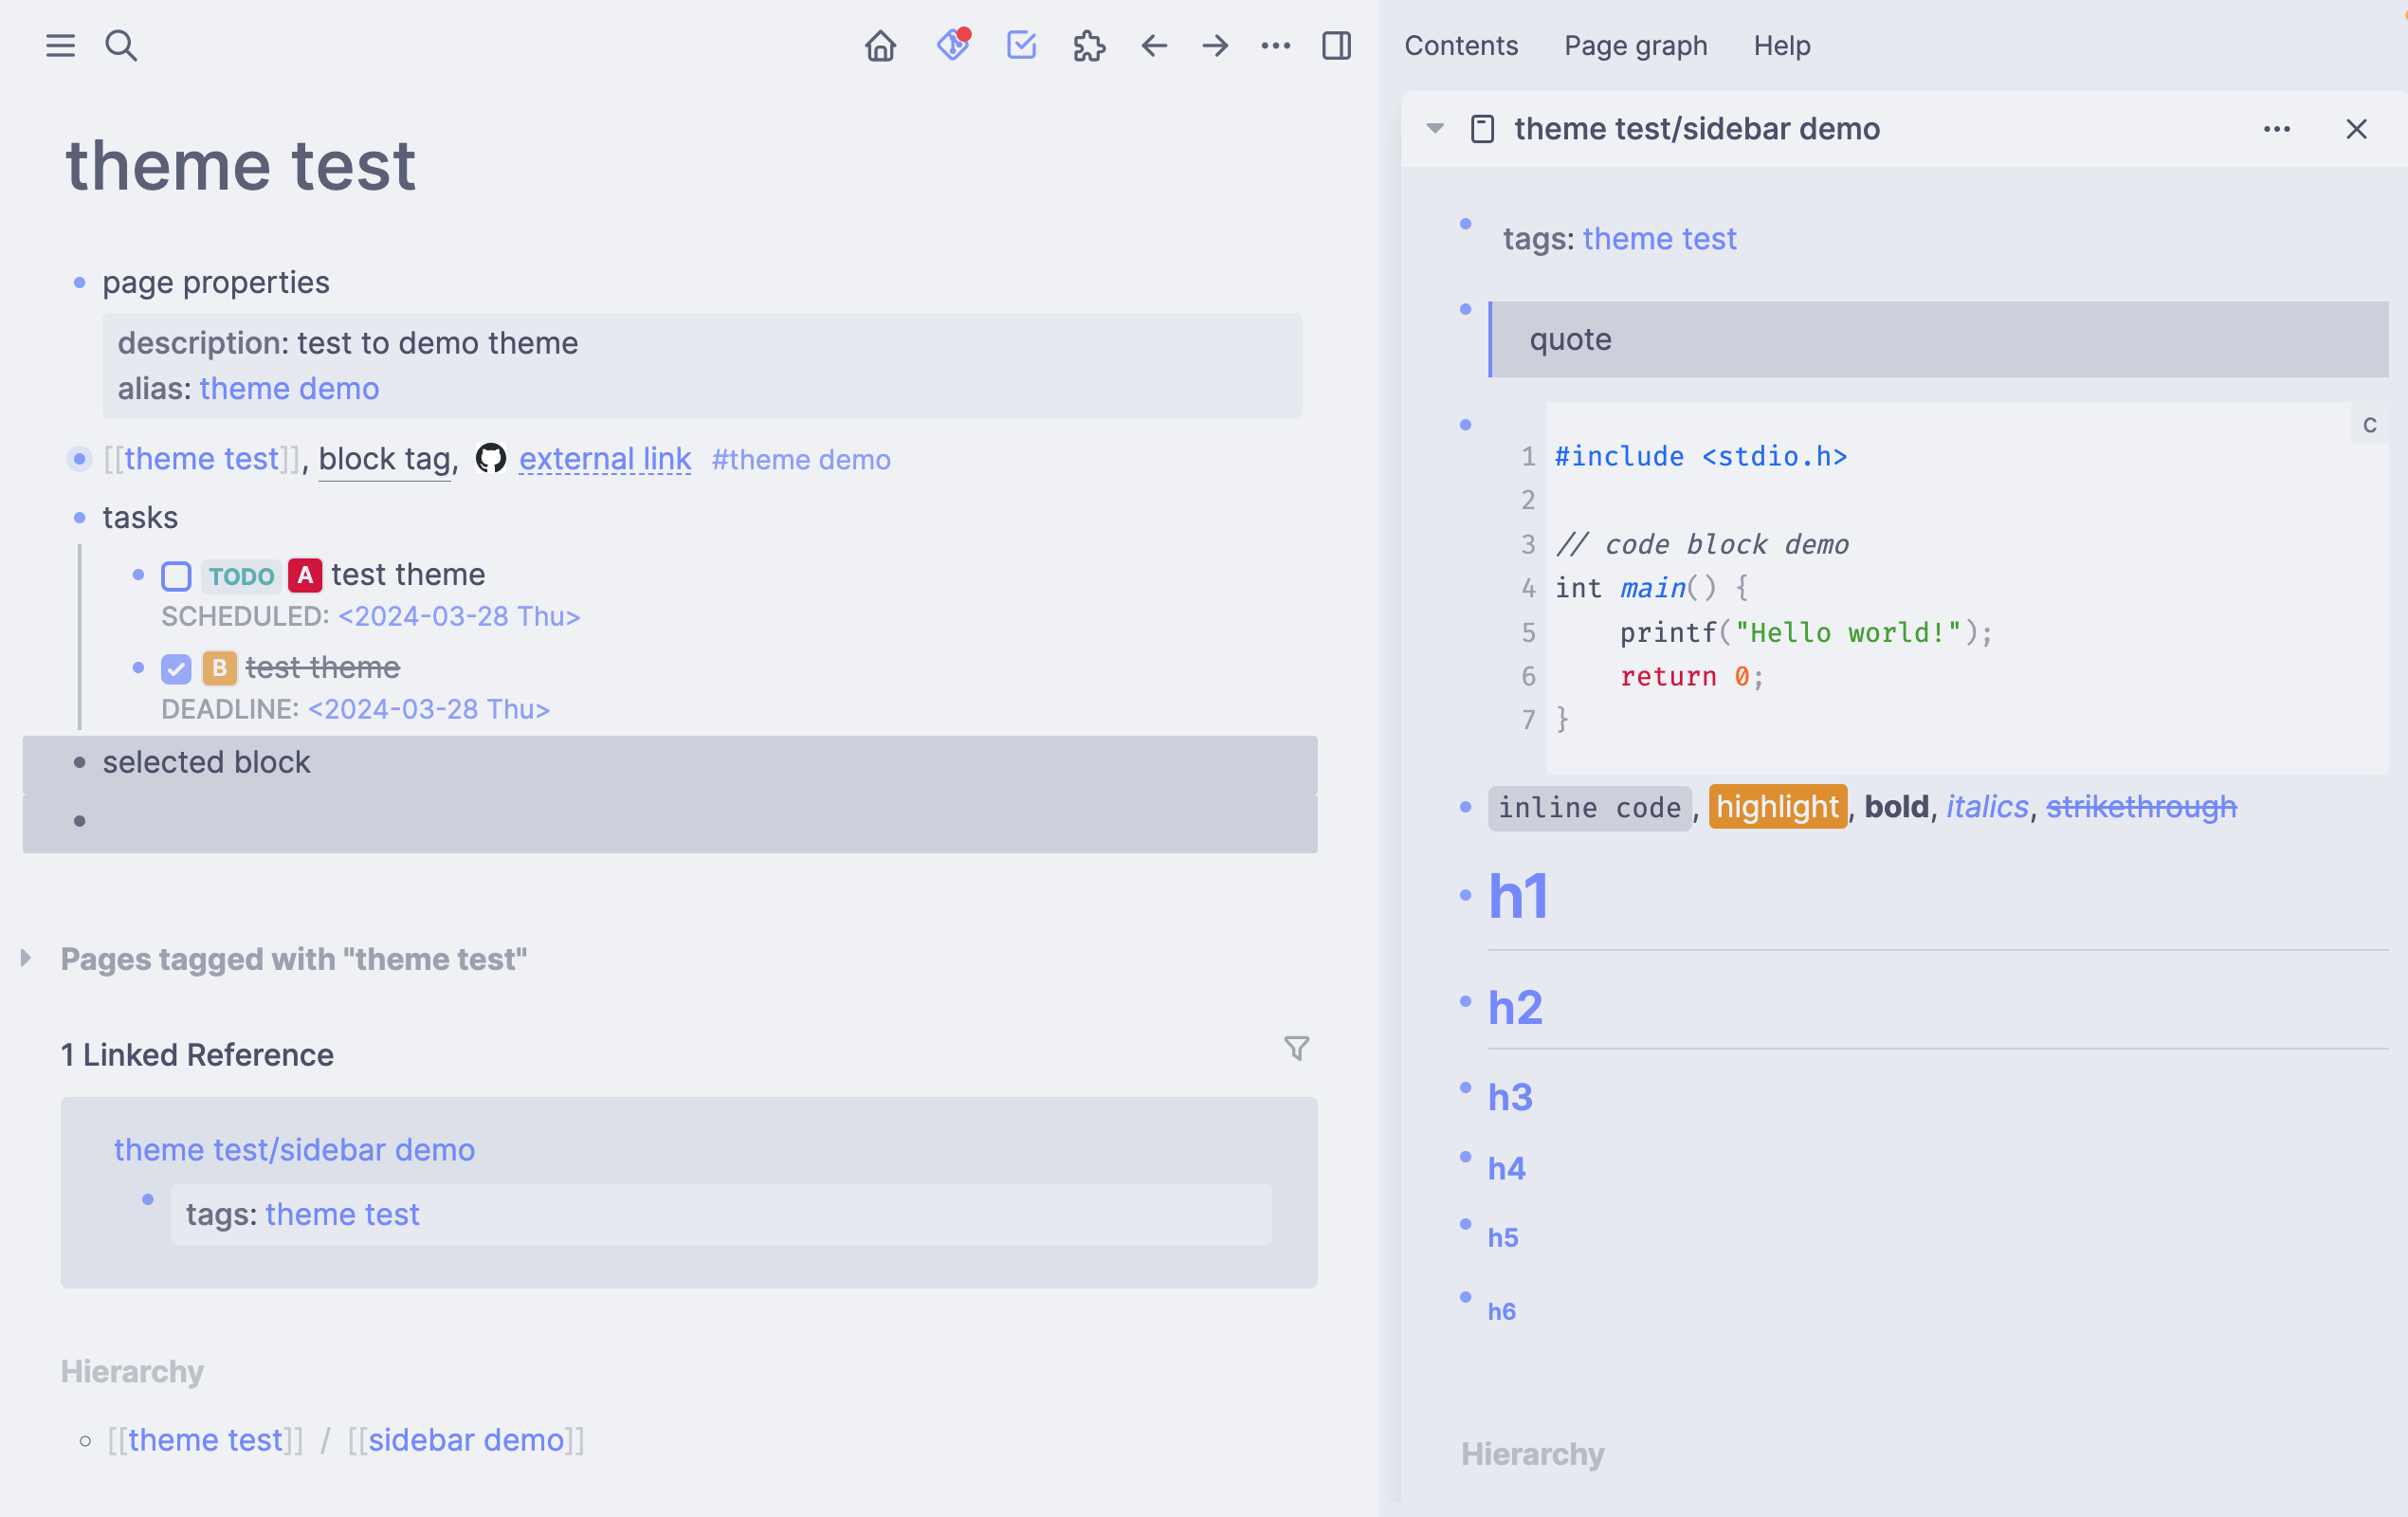 theme test
page properties
description: test to demo theme
alias: theme demo
[[theme test]], block tag, external link #theme demo
tasks
TODO A test theme
SCHEDULED: <2024-03-28 Thu>
B test theme
DEADLINE: <2024-03-28 Thu>
selected block
Pages tagged with "theme test"
1 Linked Reference
theme test/sidebar demo
tags: theme test
Hierarchy
[[theme test]] / [[sidebar demo]]
Contents Page graph Help
theme test/sidebar demo
tags: theme test
quote
C
1 #include <stdio.h>
2
3 // code block demo
4 int main() {
5     printf("Hello world!");
6     return 0;
7 }
inline code, highlight, bold, italics, strikethrough
h1
h2
h3
h4
h5
h6
Hierarchy